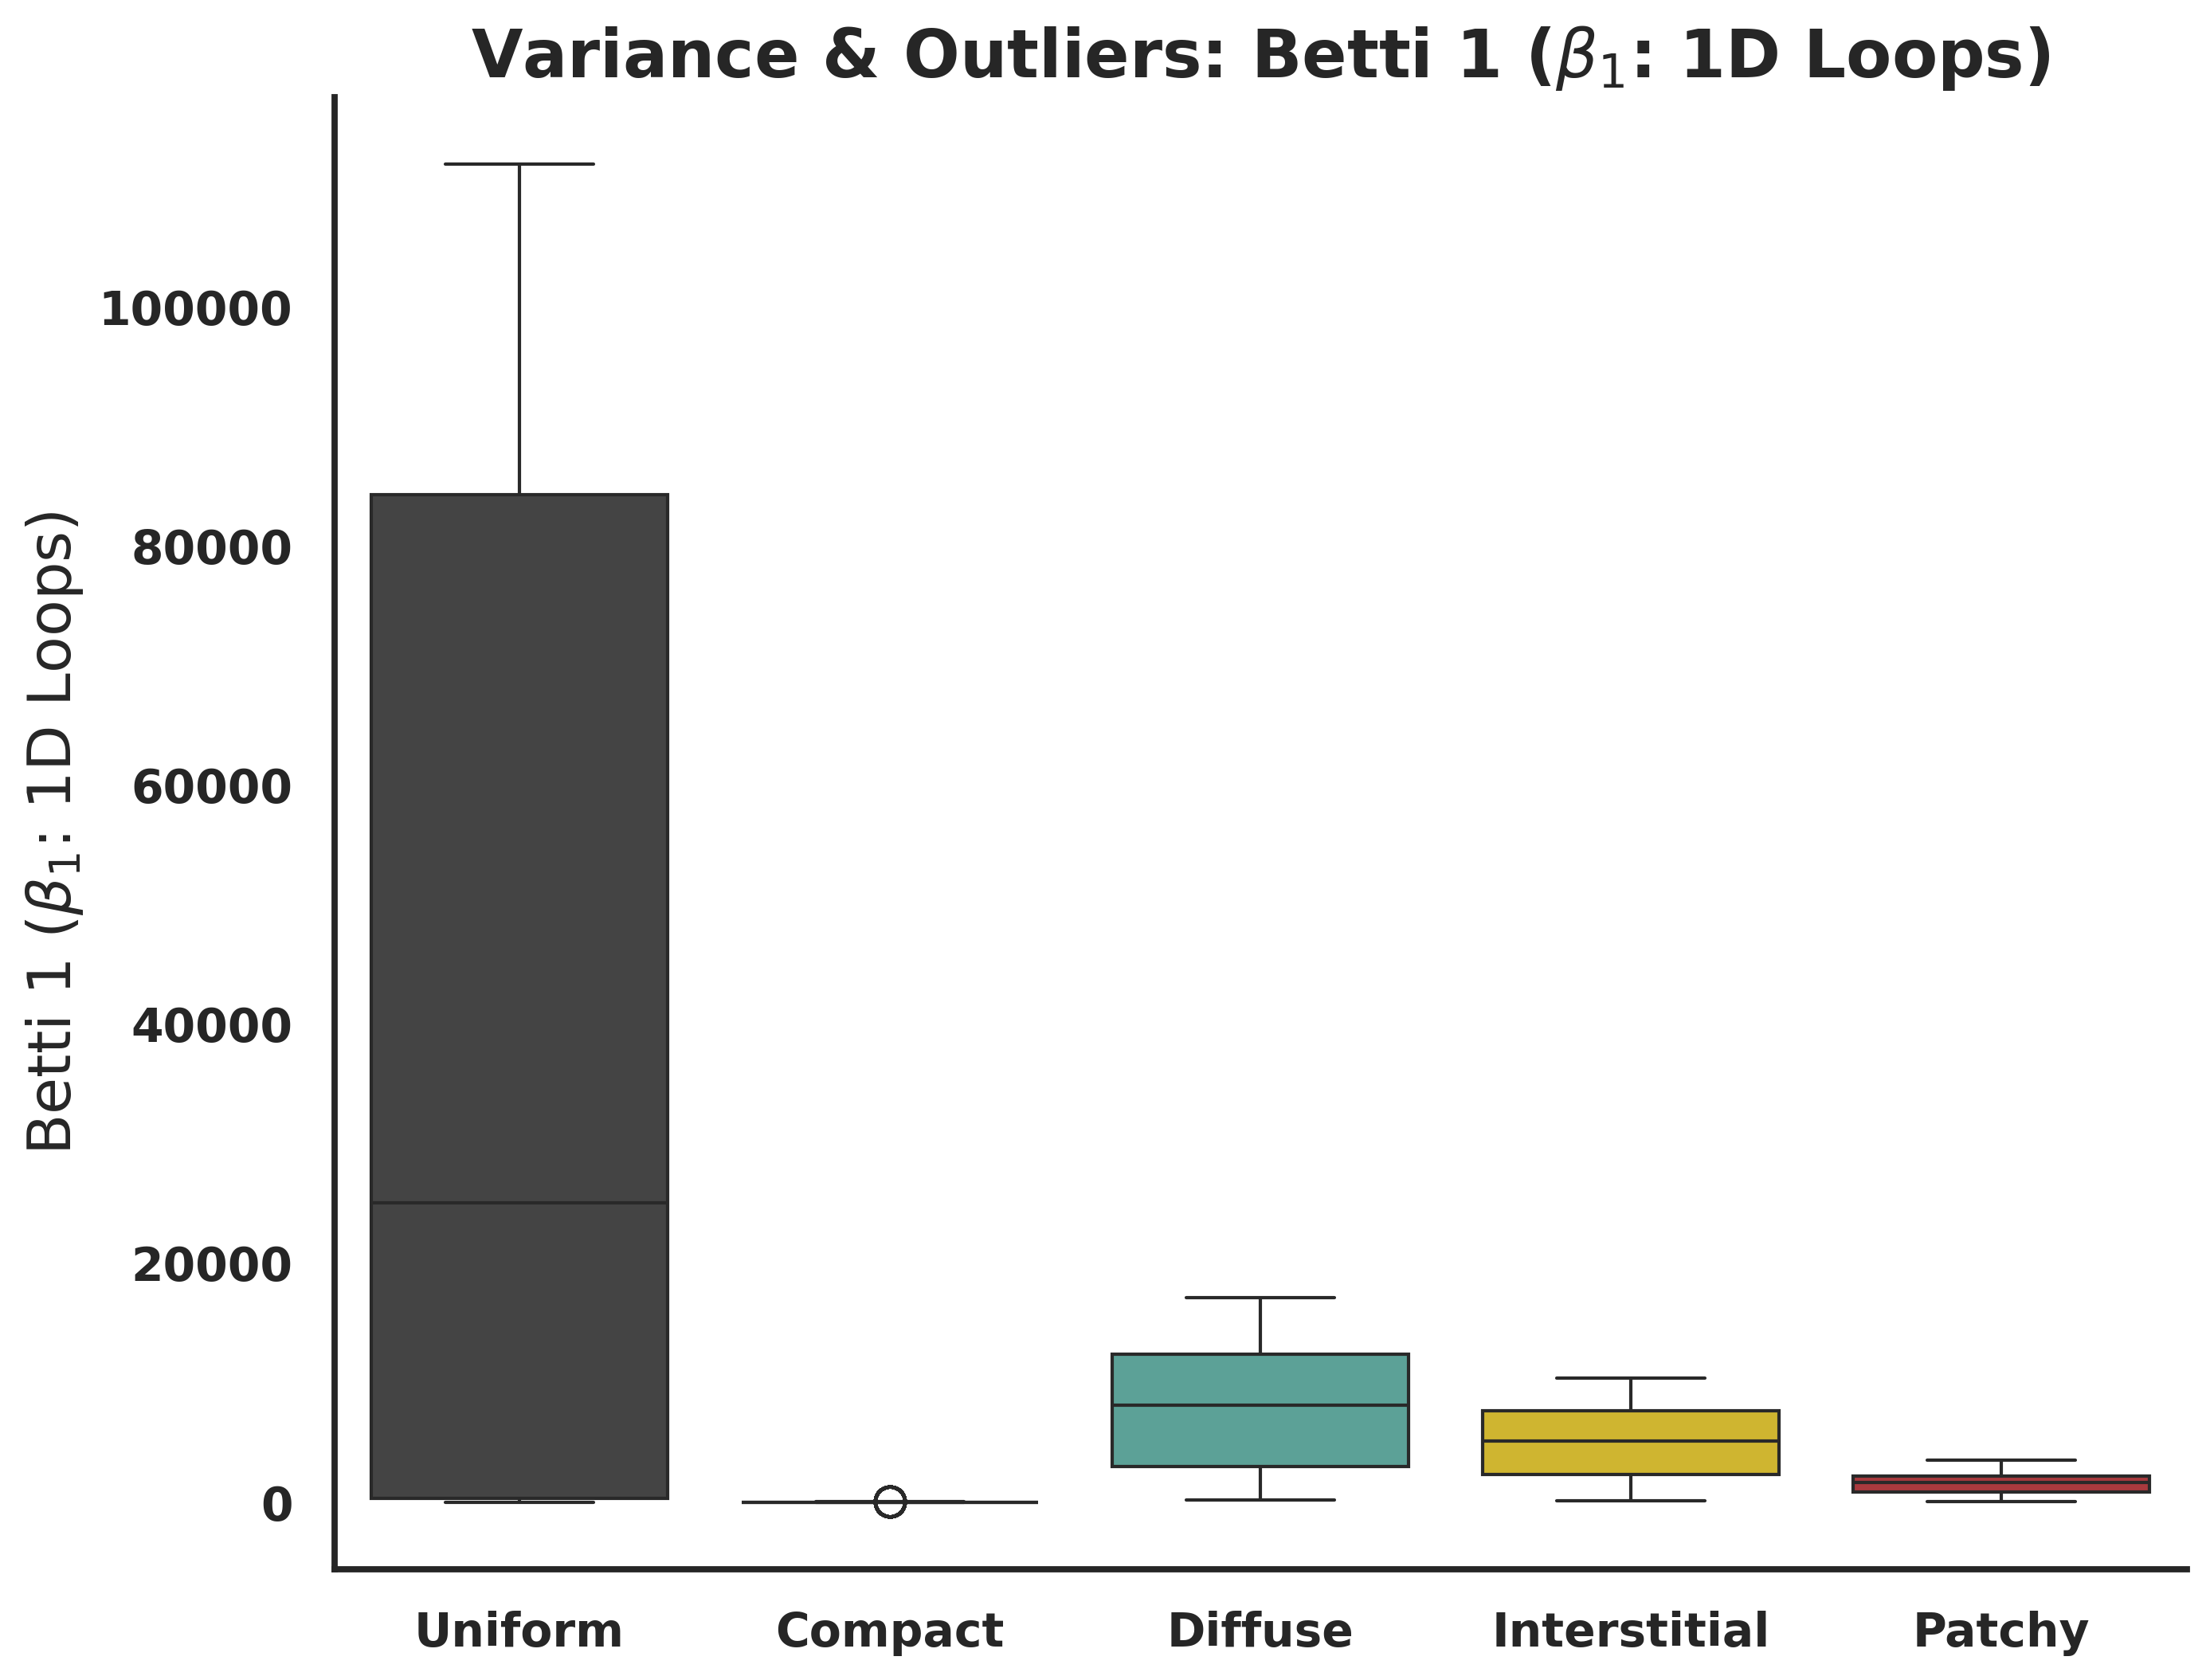 Variance & Outliers: Betti 1 (β₁: 1D Loops)
Betti 1 (β₁: 1D Loops)
100000
80000
60000
40000
20000
0
Uniform Compact Diffuse Interstitial Patchy